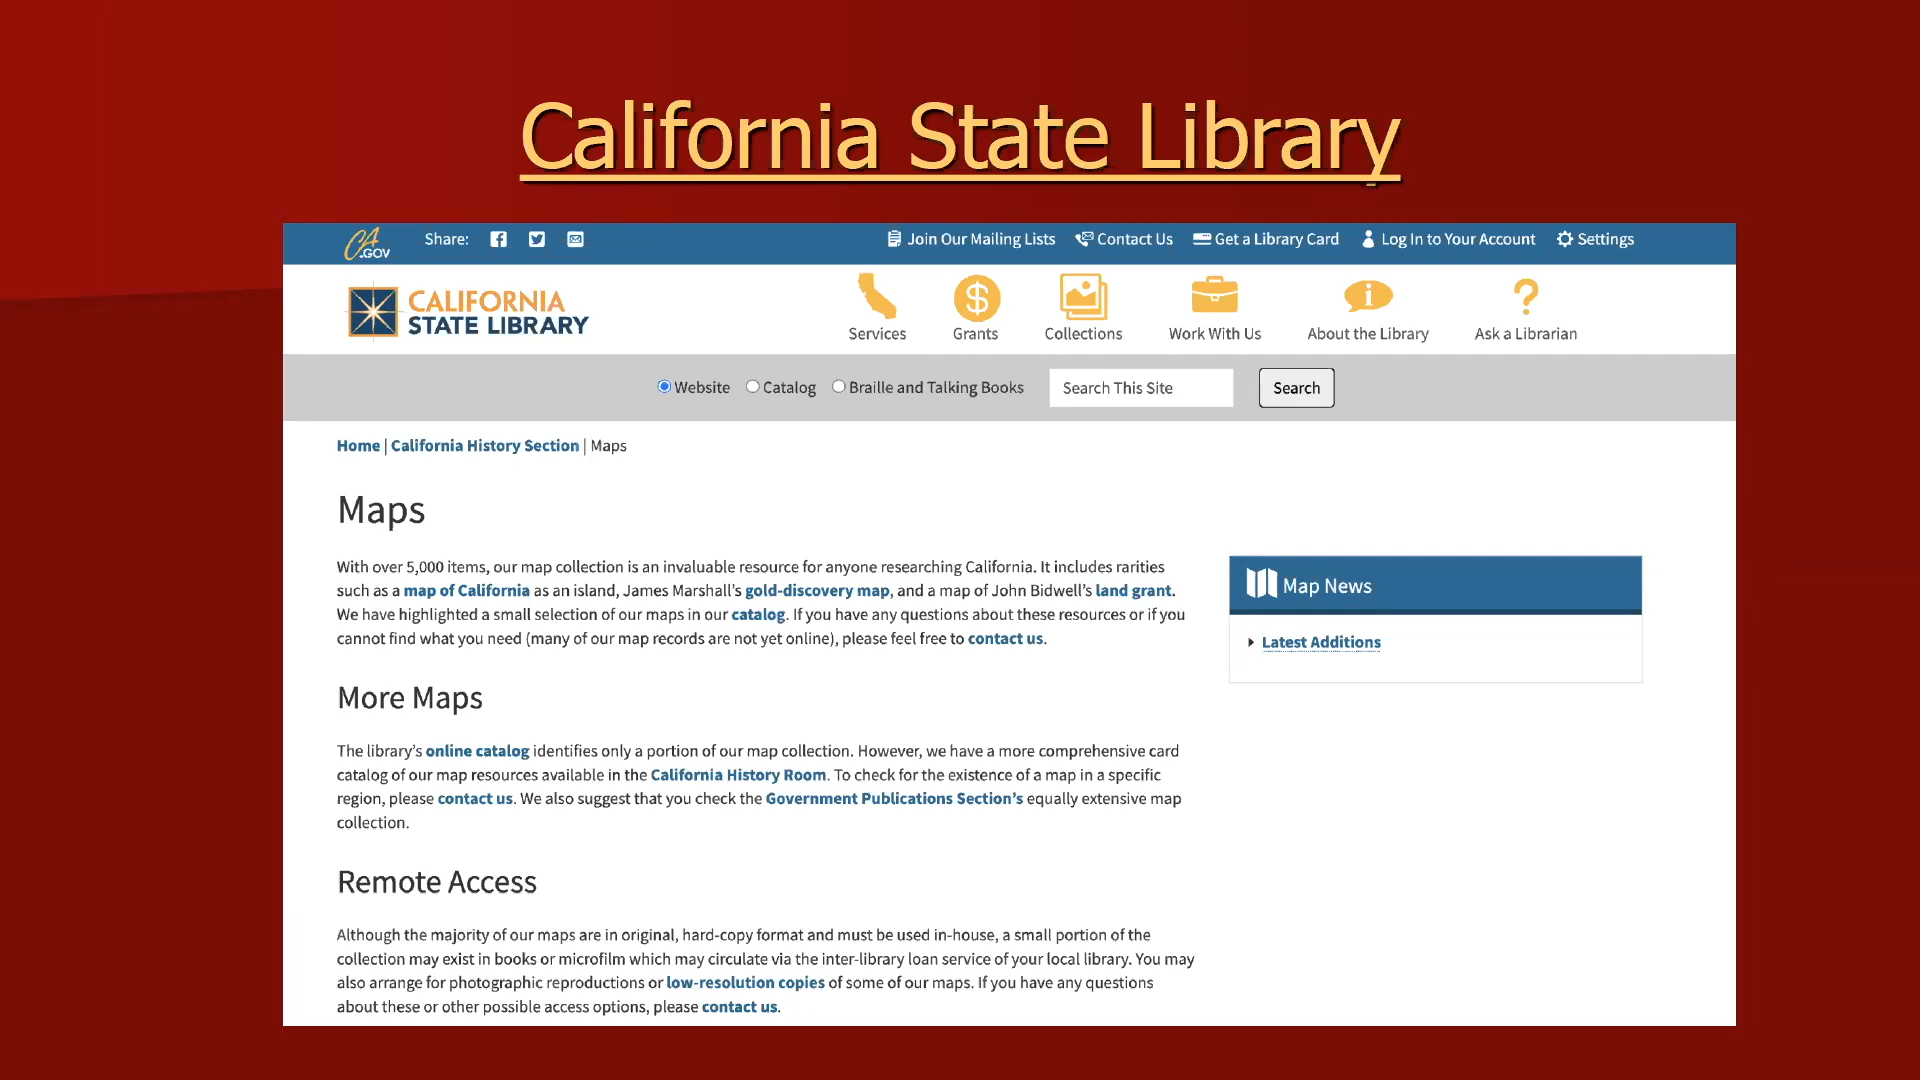 California State Library
CA.GOV Share: Join Our Mailing Lists Contact Us Get a Library Card Log In to Your Account Settings
CALIFORNIA
STATE LIBRARY
Services Grants Collections Work With Us About the Library Ask a Librarian
Website Catalog Braille and Talking Books Search This Site Search
Home | California History Section | Maps
Maps
With over 5,000 items, our map collection is an invaluable resource for anyone researching California. It includes rarities
such as a map of California as an island, James Marshall's gold-discovery map, and a map of John Bidwell's land grant.
We have highlighted a small selection of our maps in our catalog. If you have any questions about these resources or if you
cannot find what you need (many of our map records are not yet online), please feel free to contact us.
Map News
Latest Additions
More Maps
The library's online catalog identifies only a portion of our map collection. However, we have a more comprehensive card
catalog of our map resources available in the California History Room. To check for the existence of a map in a specific
region, please contact us. We also suggest that you check the Government Publications Section's equally extensive map
collection.
Remote Access
Although the majority of our maps are in original, hard-copy format and must be used in-house, a small portion of the
collection may exist in books or microfilm which may circulate via the inter-library loan service of your local library. You may
also arrange for photographic reproductions or low-resolution copies of some of our maps. If you have any questions
about these or other possible access options, please contact us.